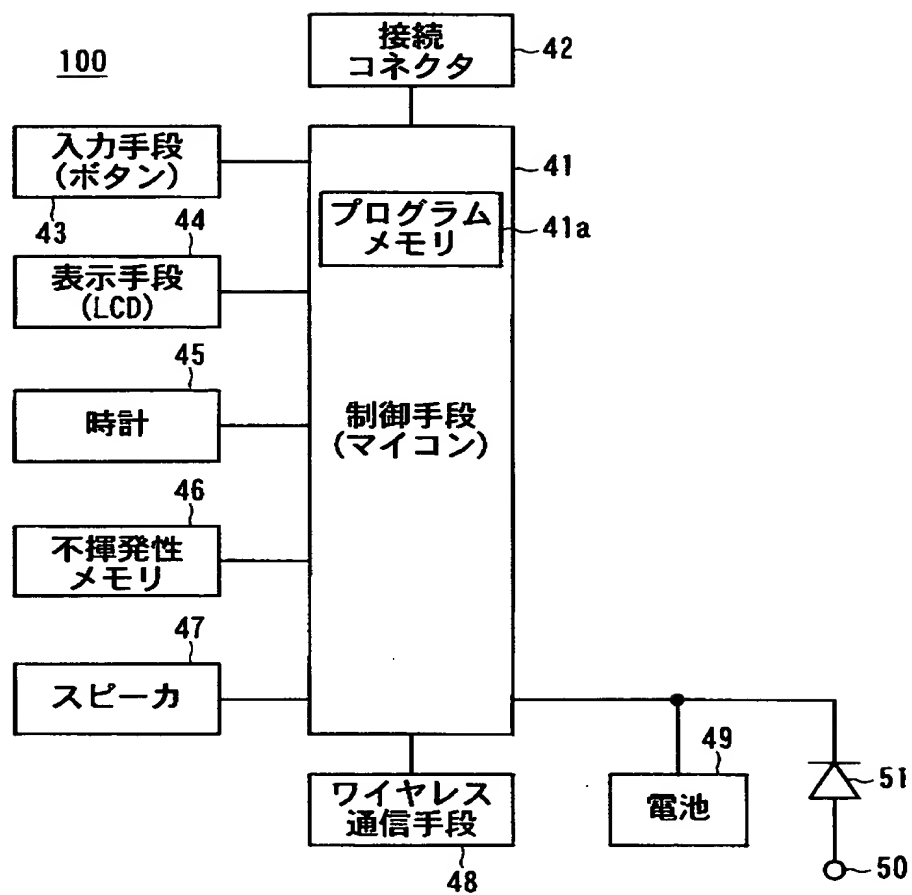 100
接続
コネクタ
42
入力手段
(ボタン)
43
41
プログラム
メモリ
41a
44
表示手段
(LCD)
45
時計
制御手段
(マイコン)
46
不揮発性
メモリ
47
スピーカ
ワイヤレス
通信手段
48
49
電池
51
50